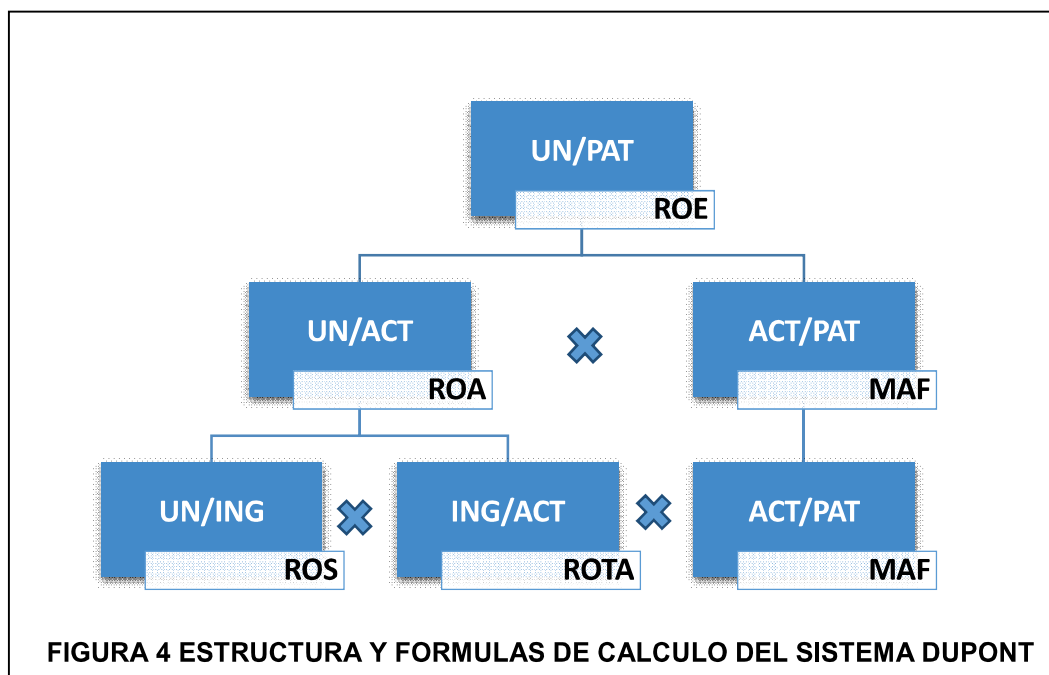 UN/PAT
ROE
UN/ACT
ACT/PAT
ROA
MAF
UN/ING
ING/ACT
ACT/PAT
ROS
ROTA
MAF
FIGURA 4 ESTRUCTURA Y FORMULAS DE CALCULO DEL SISTEMA DUPONT